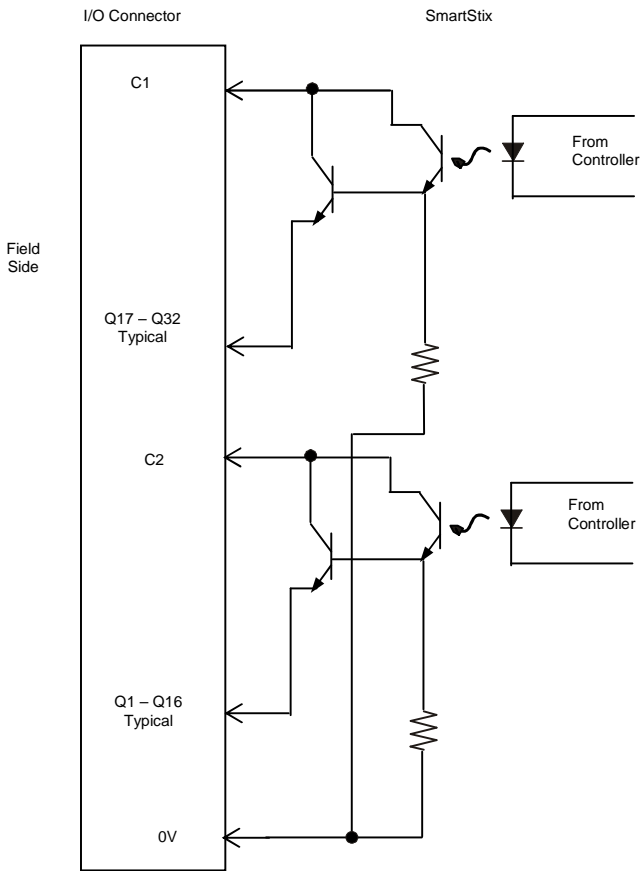 I/O Connector
SmartStix
C1
From
Controller
Field
Side
Q17 – Q32
Typical
C2
From
Controller
Q1 – Q16
Typical
0V